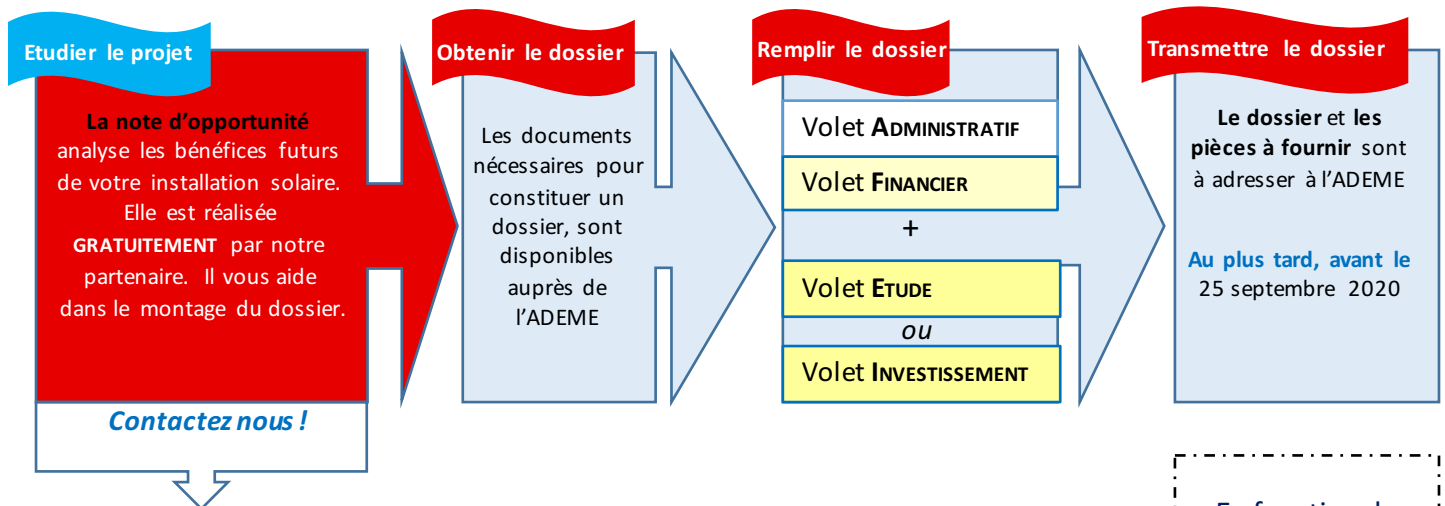 Etudier le projet
La note d’opportunité
analyse les bénéfices futurs
de votre installation solaire.
Elle est réalisée
GRATUITEMENT par notre
partenaire. Il vous aide
dans le montage du dossier.
Contactez nous !
Obtenir le dossier
Les documents
nécessaires pour
constituer un
dossier, sont
disponibles
auprès de
l’ADEME
Remplir le dossier
Volet ADMINISTRATIF
Volet FINANCIER
+
Volet ETUDE
ou
Volet INVESTISSEMENT
Transmettre le dossier
Le dossier et les
pièces à fournir sont
à adresser à l’ADEME
Au plus tard, avant le
25 septembre 2020